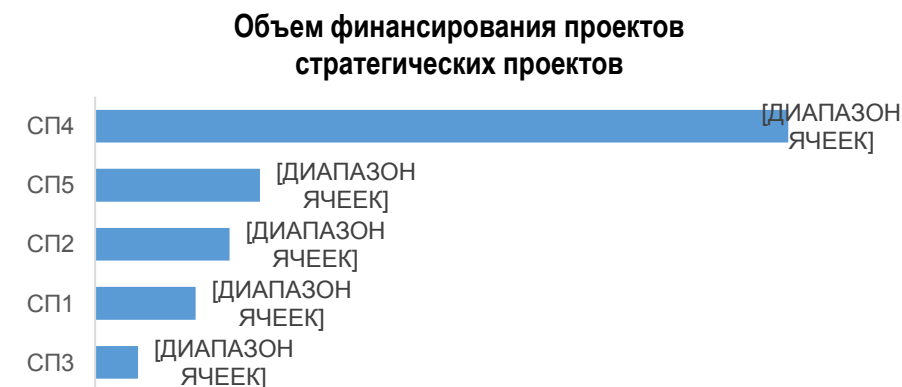 Объем финансирования проектов
стратегических проектов
СП4
[ДИАПАЗОН
ЯЧЕЕК]
СП5
[ДИАПАЗОН
ЯЧЕЕК]
СП2
[ДИАПАЗОН
ЯЧЕЕК]
СП1
[ДИАПАЗОН
ЯЧЕЕК]
СП3
[ДИАПАЗОН
ЯЧЕЕК]